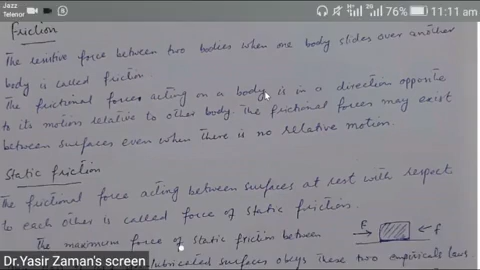 Jazz
Telenor
76% 11:11 am
Friction
The resistive force between two bodies when one body slides over another
body is called friction.
The frictional forces acting on a body is in a direction opposite
to its motion relative to other body. The frictional forces may exist
between surfaces even when there is no relative motion.
Static friction
The frictional force acting between surfaces at rest with respect
to each other is called force of static friction.
F f
The maximum force of static friction between
lubricated surfaces obeys these two empirical laws.
Dr.Yasir Zaman's screen